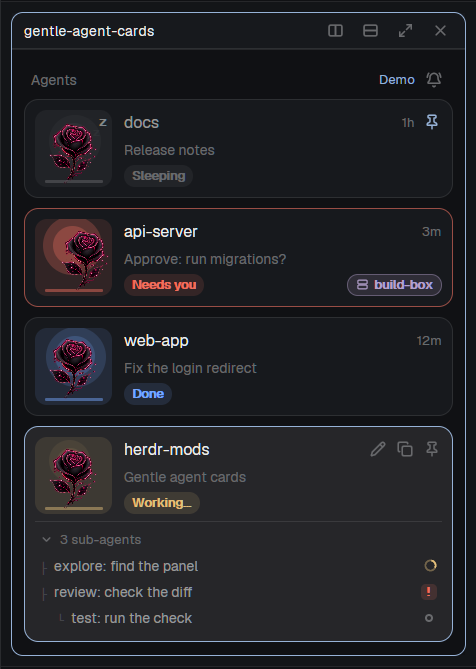 gentle-agent-cards
Agents
Demo
z
docs
1h
Release notes
Sleeping
api-server
3m
Approve: run migrations?
Needs you
build-box
web-app
12m
Fix the login redirect
Done
herdr-mods
Gentle agent cards
Working_
3 sub-agents
explore: find the panel
review: check the diff
!
test: run the check